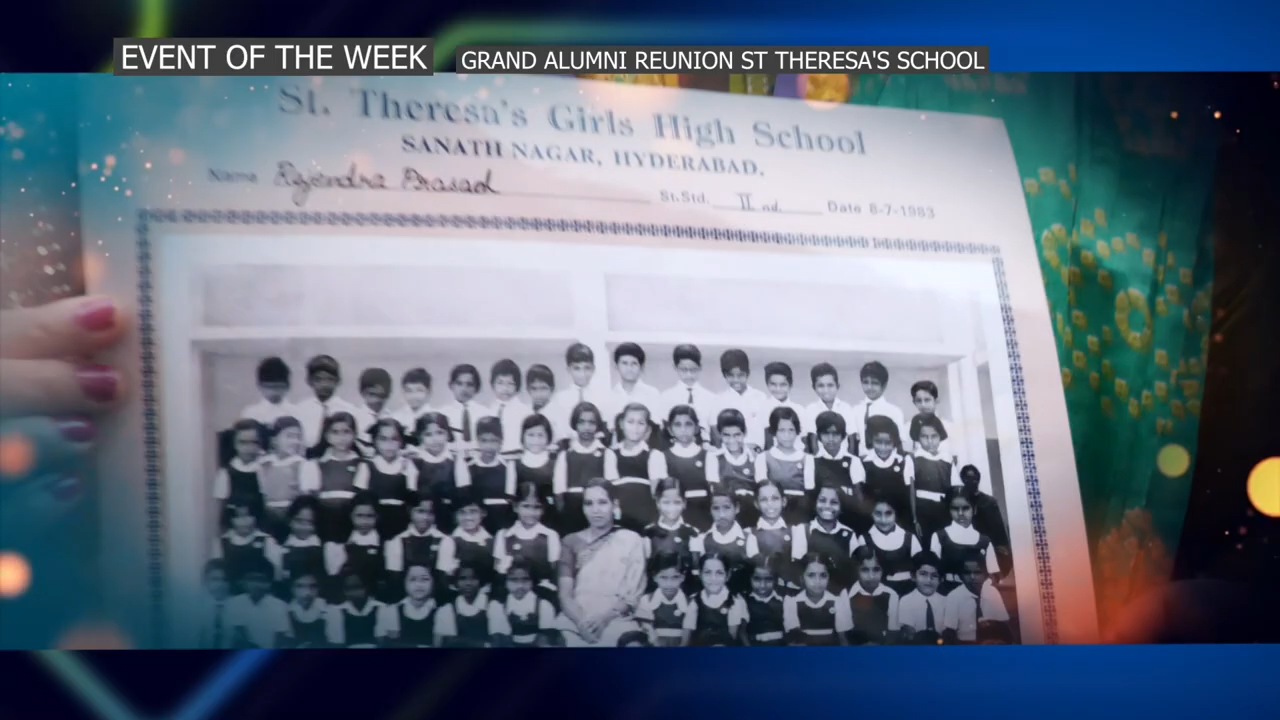 EVENT OF THE WEEK GRAND ALUMNI REUNION ST THERESA'S SCHOOL
St. Theresa's Girls High School
SANATH NAGAR, HYDERABAD.
Name Rajendra Prasad St.Std. II nd. Date 8-7-1983